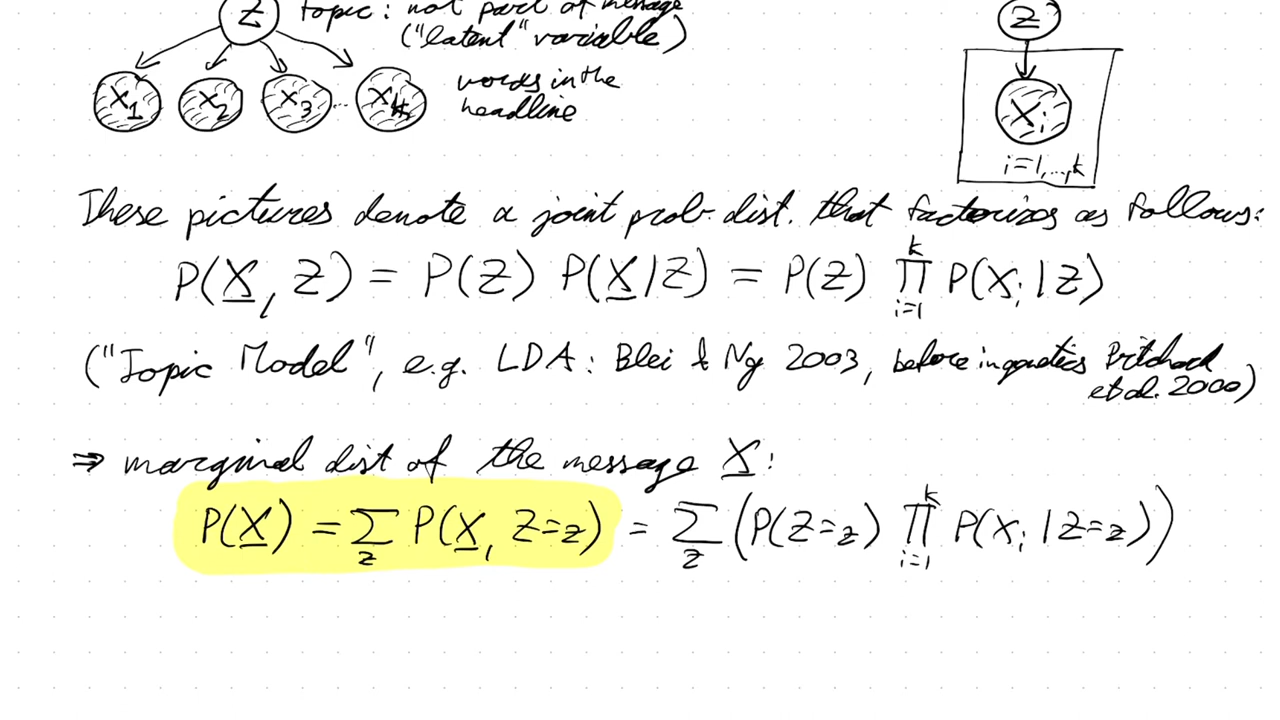 Z topic: not part of message Z
("latent" variable)
X1 X2 X3 ... Xk words in the headline Xi
i=1,...,k
These pictures denote a joint prob. dist. that factorizes as follows:
P(X, Z) = P(Z) P(X|Z) = P(Z) ∏_{i=1}^{k} P(Xi|Z)
("Topic Model", e.g. LDA: Blei & Ng 2003, before in genetics Pritchard et al. 2000)
⇒ marginal dist of the message X:
P(X) = ∑_z P(X, Z=z) = ∑_z (P(Z=z) ∏_{i=1}^{k} P(Xi|Z=z))